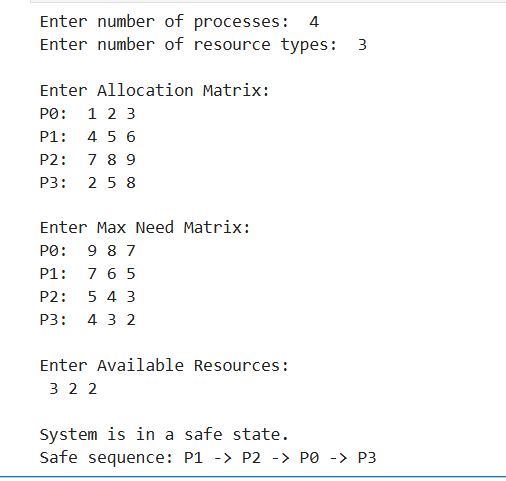 Enter number of processes:  4
Enter number of resource types:  3
Enter Allocation Matrix:
P0:  1 2 3
P1:  4 5 6
P2:  7 8 9
P3:  2 5 8
Enter Max Need Matrix:
P0:  9 8 7
P1:  7 6 5
P2:  5 4 3
P3:  4 3 2
Enter Available Resources:
3 2 2
System is in a safe state.
Safe sequence: P1 -> P2 -> P0 -> P3